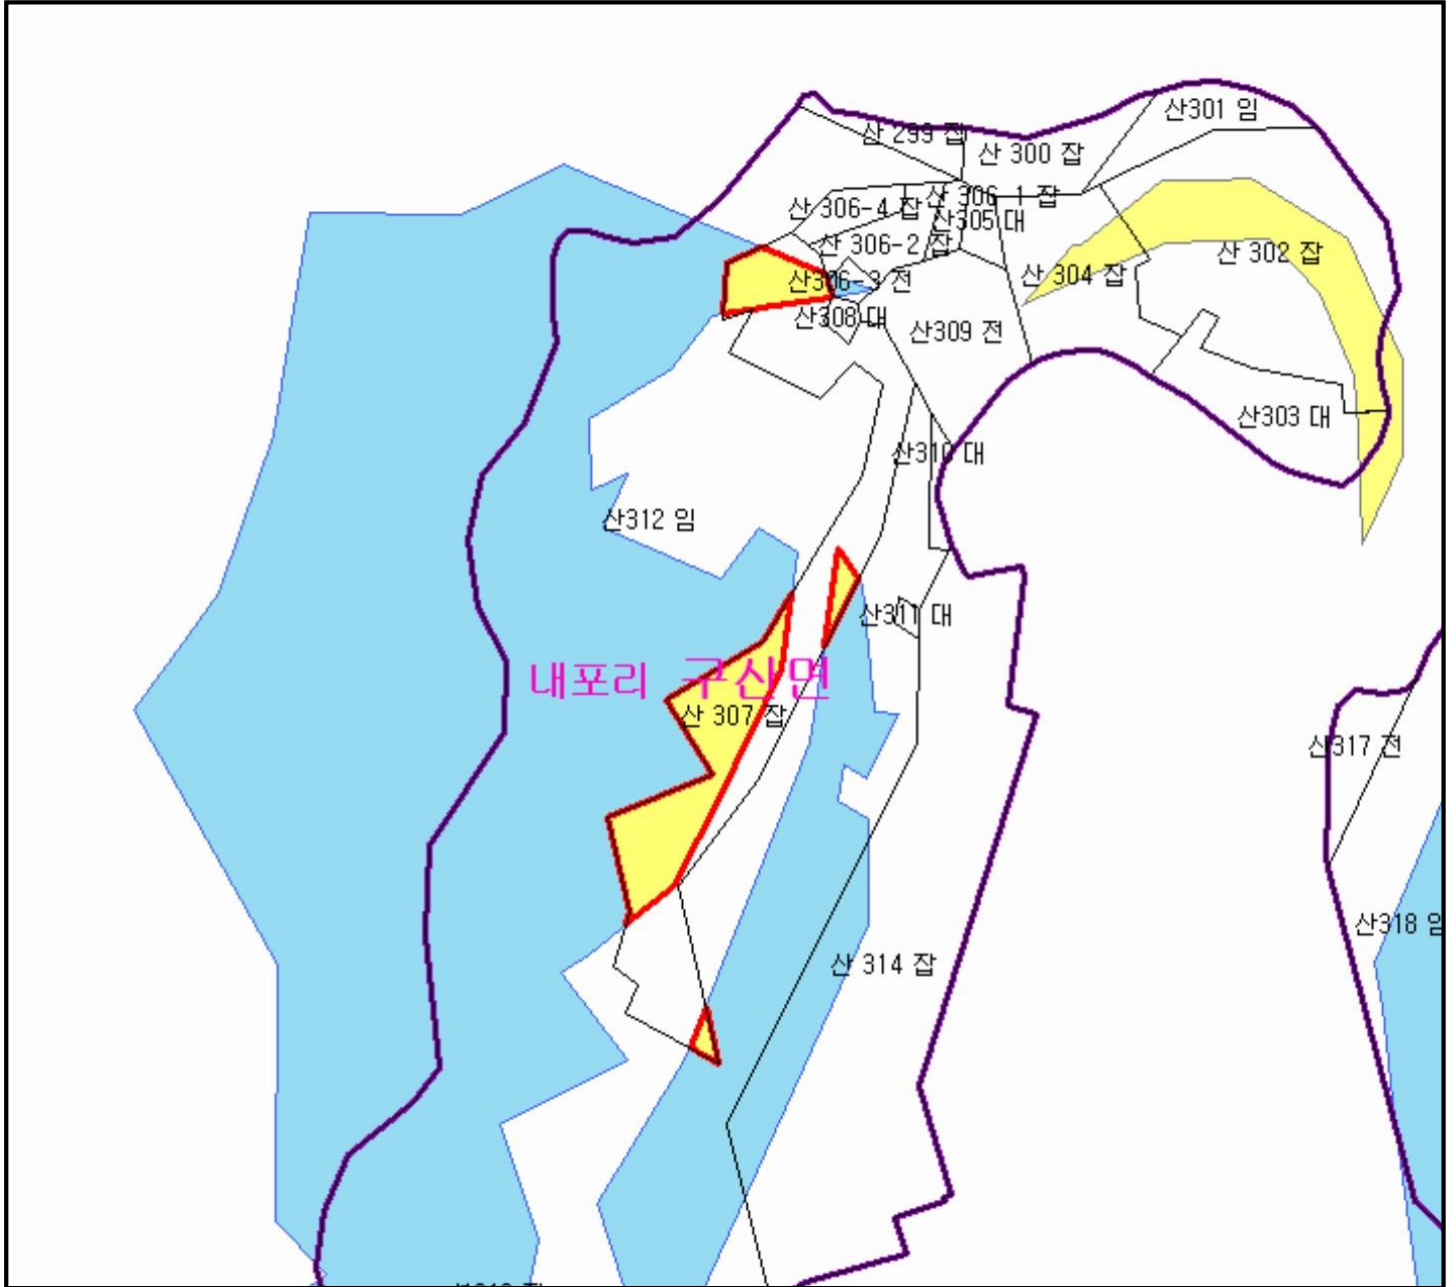 산301 임
산 299 잡
산 300 잡
산 306-1 잡
산 306-4 잡
산305 대
산 306-2 잡
산 302 잡
산 304 잡
산306-3 전
산308 대
산309 전
산303 대
산310 대
산312 임
산311 대
내포리 구산면
산 307 잡
산317 전
산318 임
산 314 잡